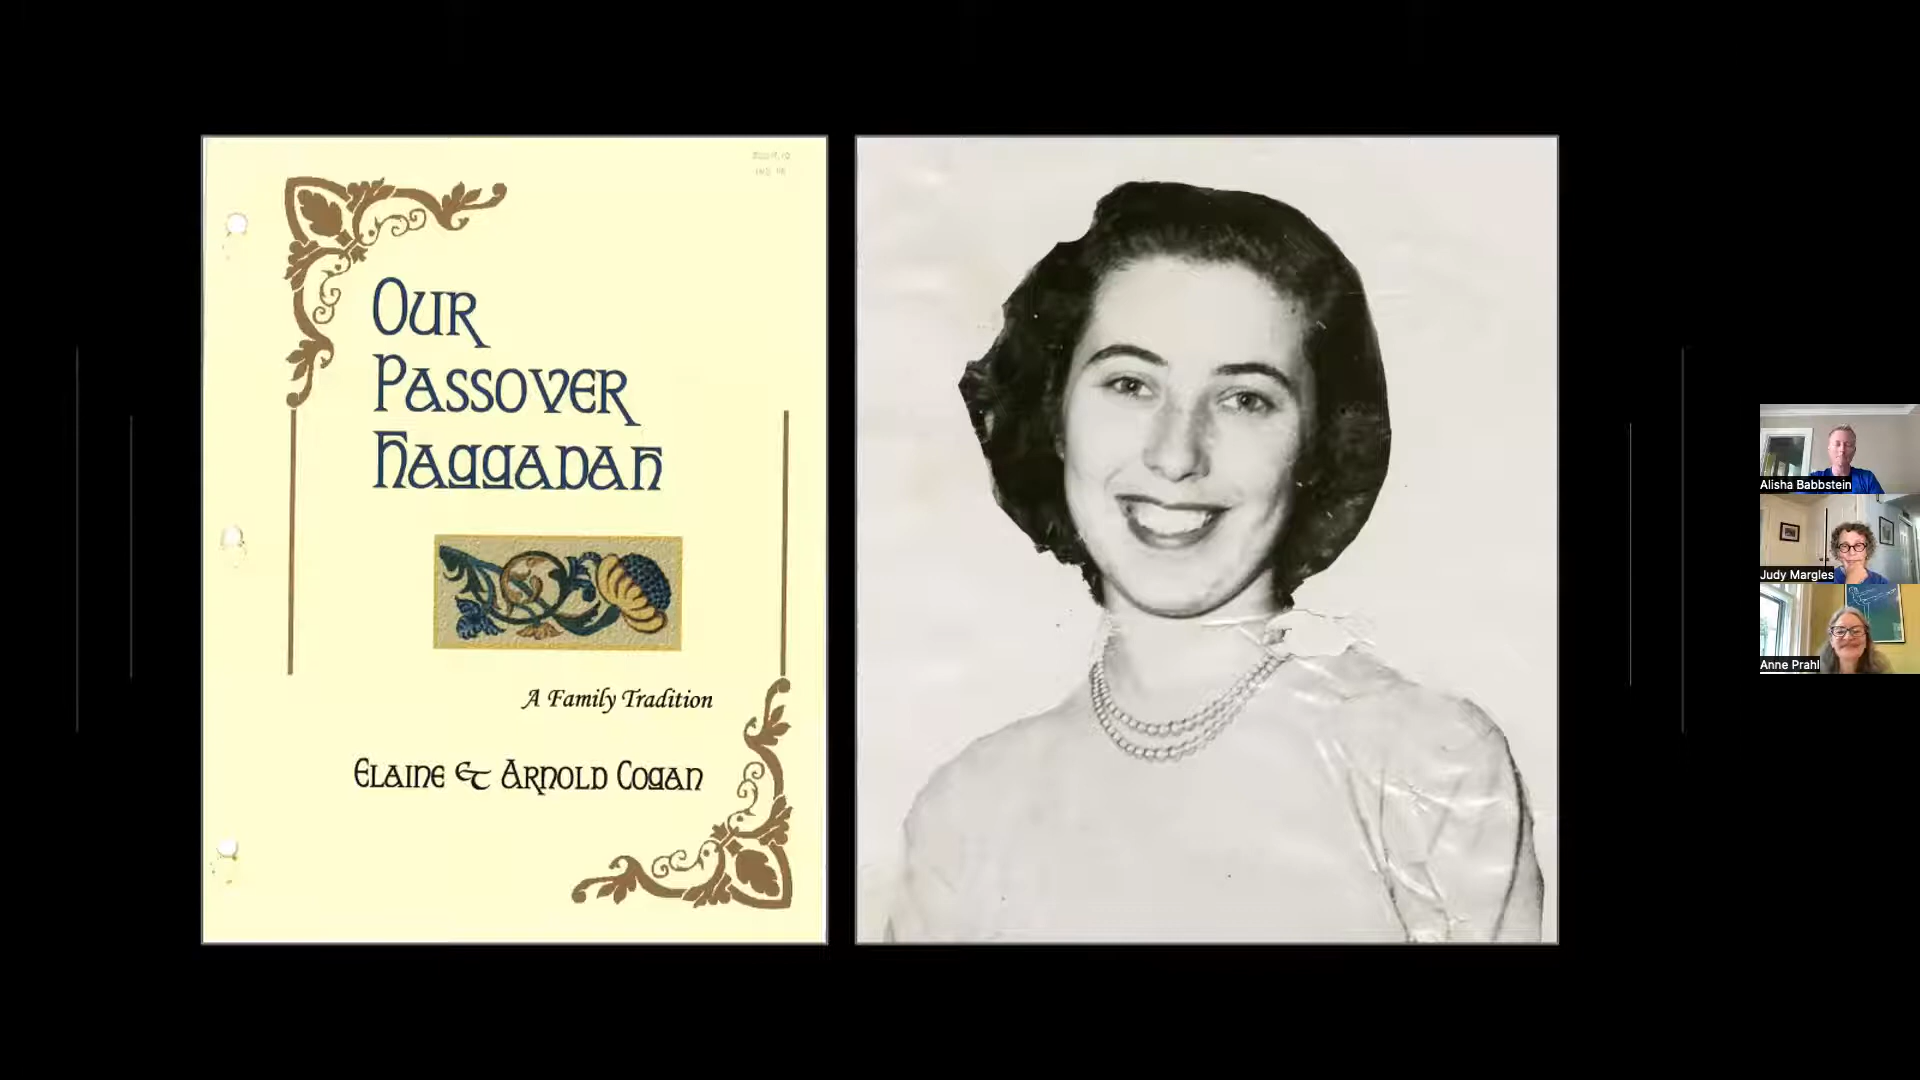 Our
Passover
Haggadah
A Family Tradition
Elaine & Arnold Cogan
Alisha Babbstein
Judy Margles
Anne Prahl